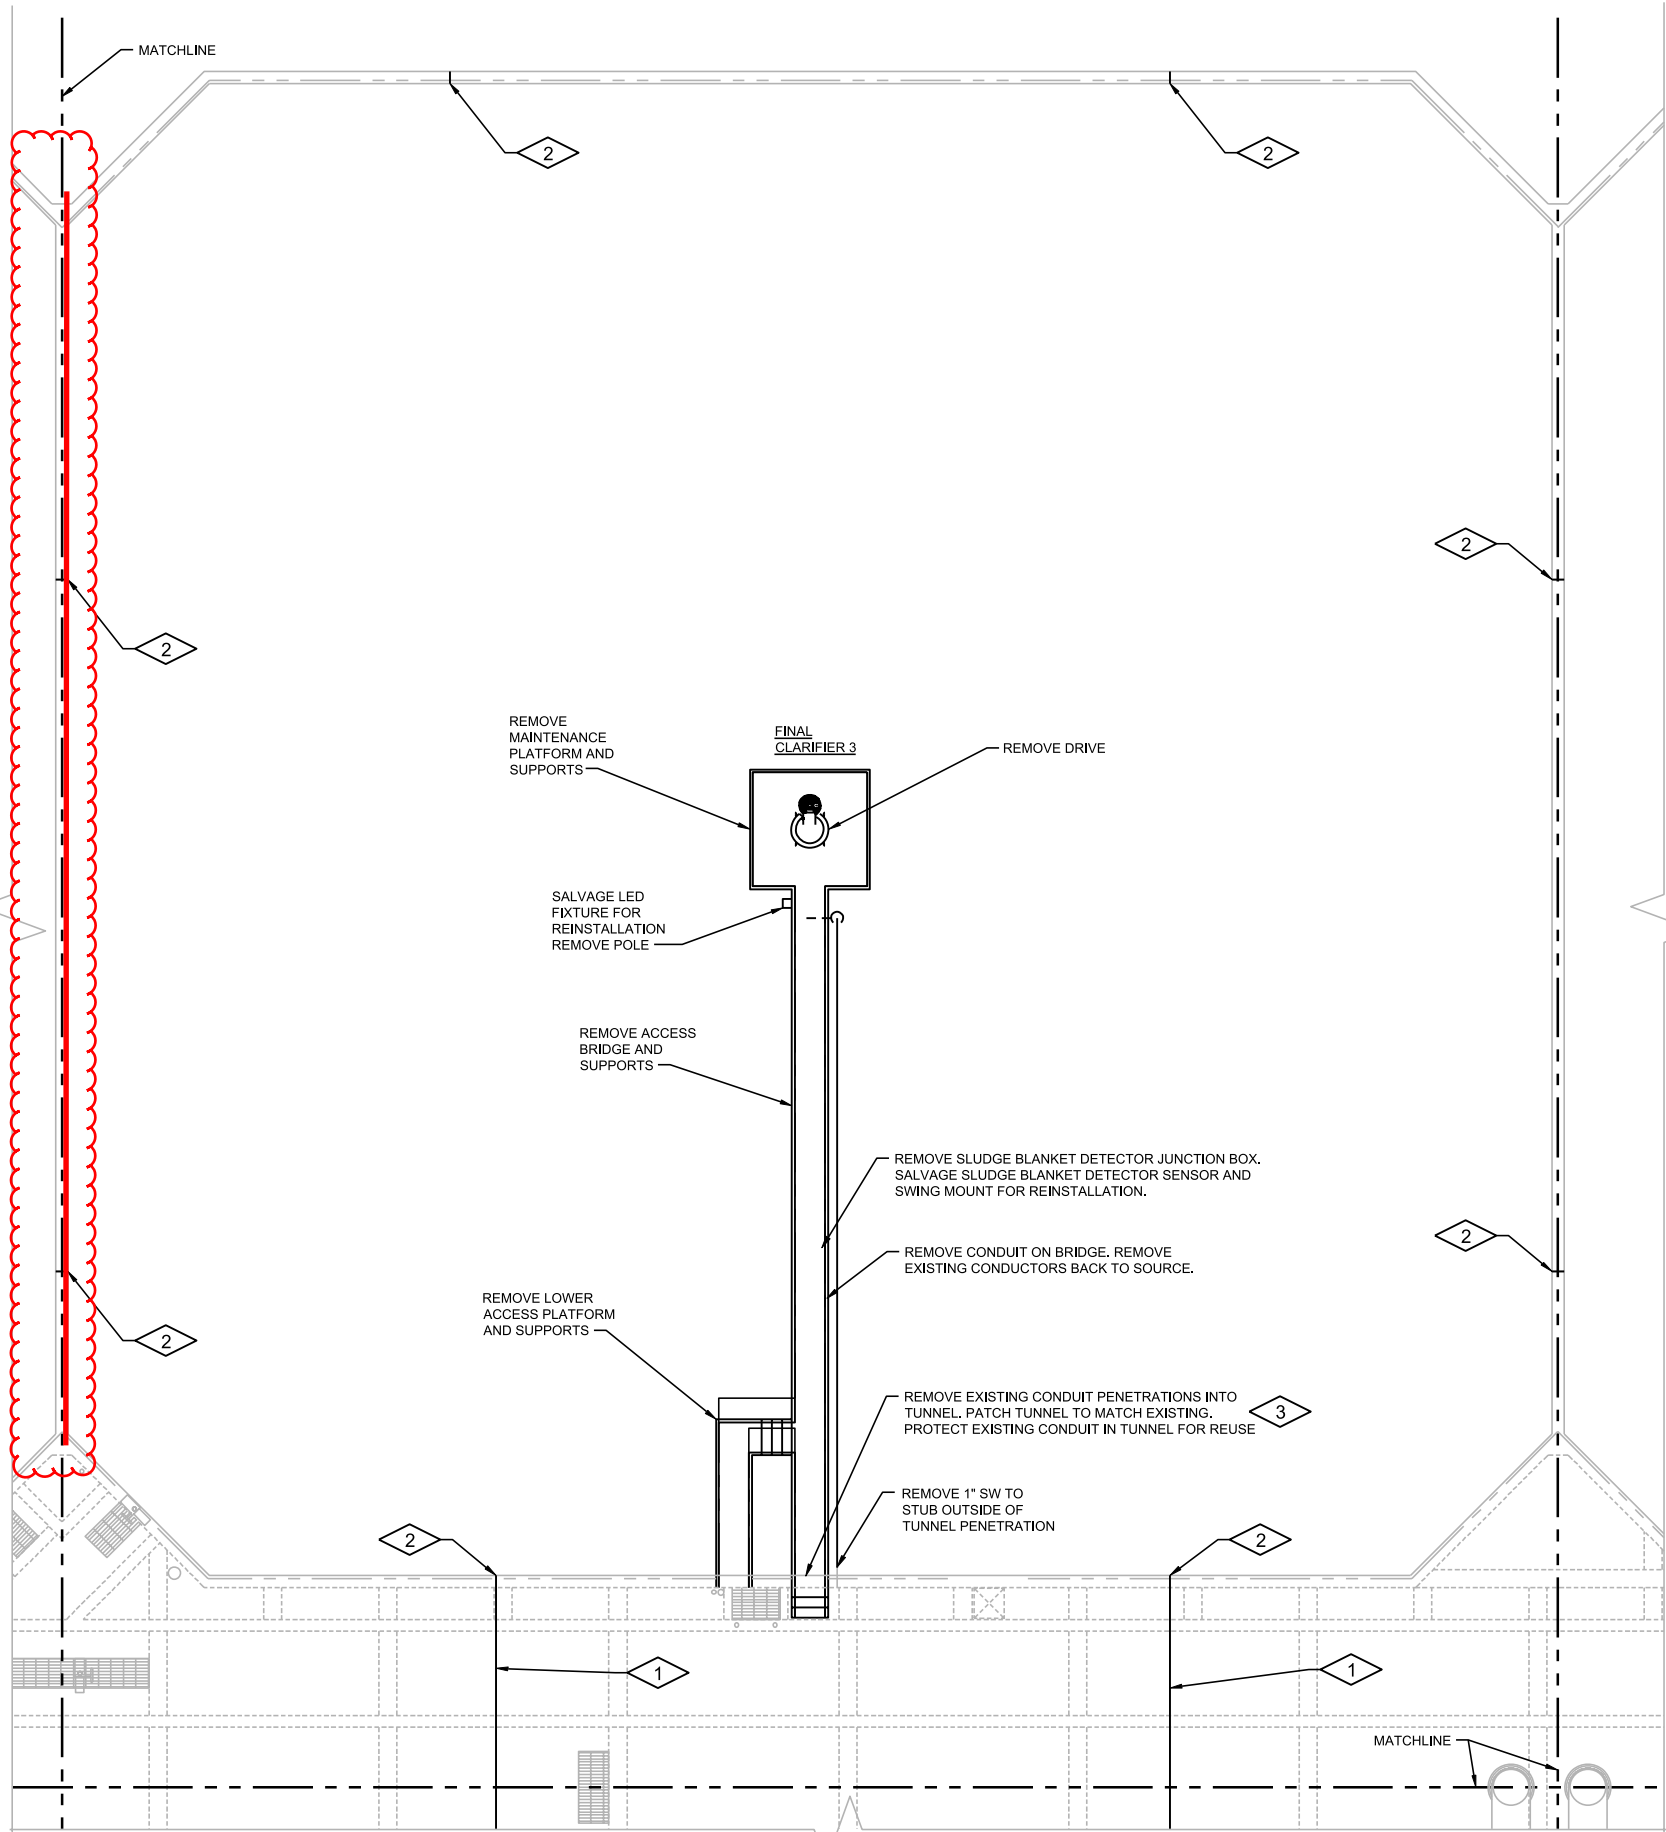 MATCHLINE
2
2
2
2
REMOVE
MAINTENANCE
PLATFORM AND
SUPPORTS
FINAL
CLARIFIER 3
REMOVE DRIVE
SALVAGE LED
FIXTURE FOR
REINSTALLATION
REMOVE POLE
REMOVE ACCESS
BRIDGE AND
SUPPORTS
REMOVE SLUDGE BLANKET DETECTOR JUNCTION BOX.
SALVAGE SLUDGE BLANKET DETECTOR SENSOR AND
SWING MOUNT FOR REINSTALLATION.
2
REMOVE CONDUIT ON BRIDGE. REMOVE
EXISTING CONDUCTORS BACK TO SOURCE.
REMOVE LOWER
ACCESS PLATFORM
AND SUPPORTS
2
REMOVE EXISTING CONDUIT PENETRATIONS INTO
TUNNEL. PATCH TUNNEL TO MATCH EXISTING.
PROTECT EXISTING CONDUIT IN TUNNEL FOR REUSE
3
REMOVE 1" SW TO
STUB OUTSIDE OF
TUNNEL PENETRATION
2
2
1
1
MATCHLINE